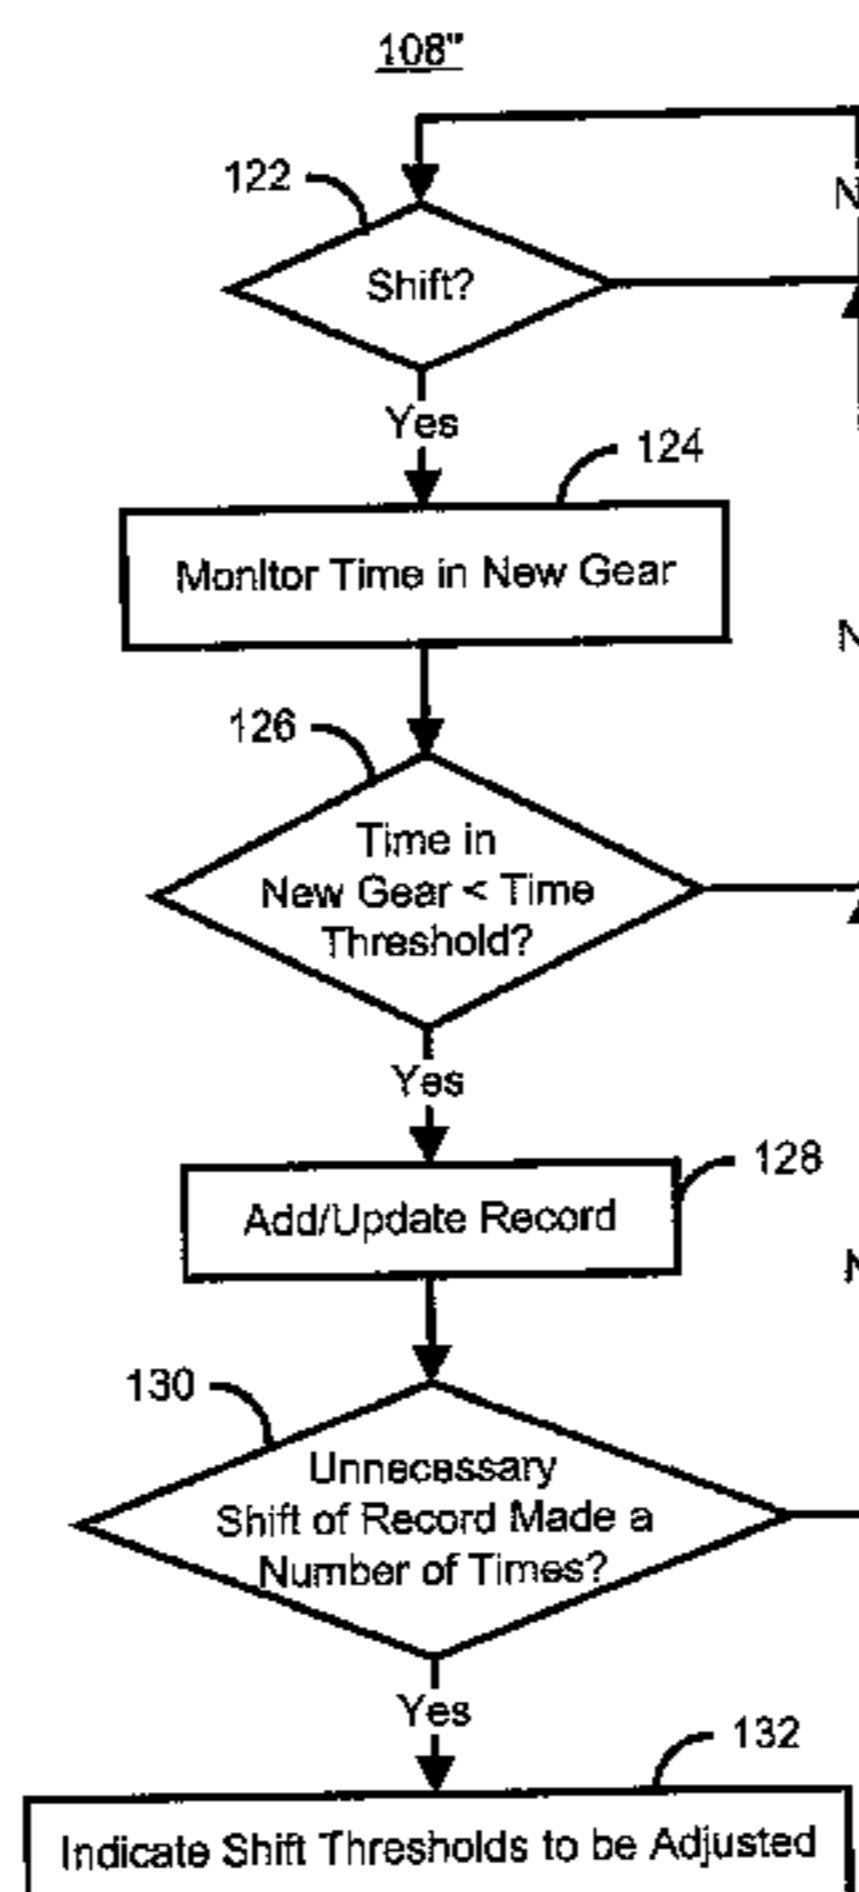 108"
122
Shift?
Yes
124
Monitor Time in New Gear
126
Time in
New Gear < Time
Threshold?
Yes
Add/Update Record
128
130
Unnecessary
Shift of Record Made a
Number of Times?
Yes
132
Indicate Shift Thresholds to be Adjusted